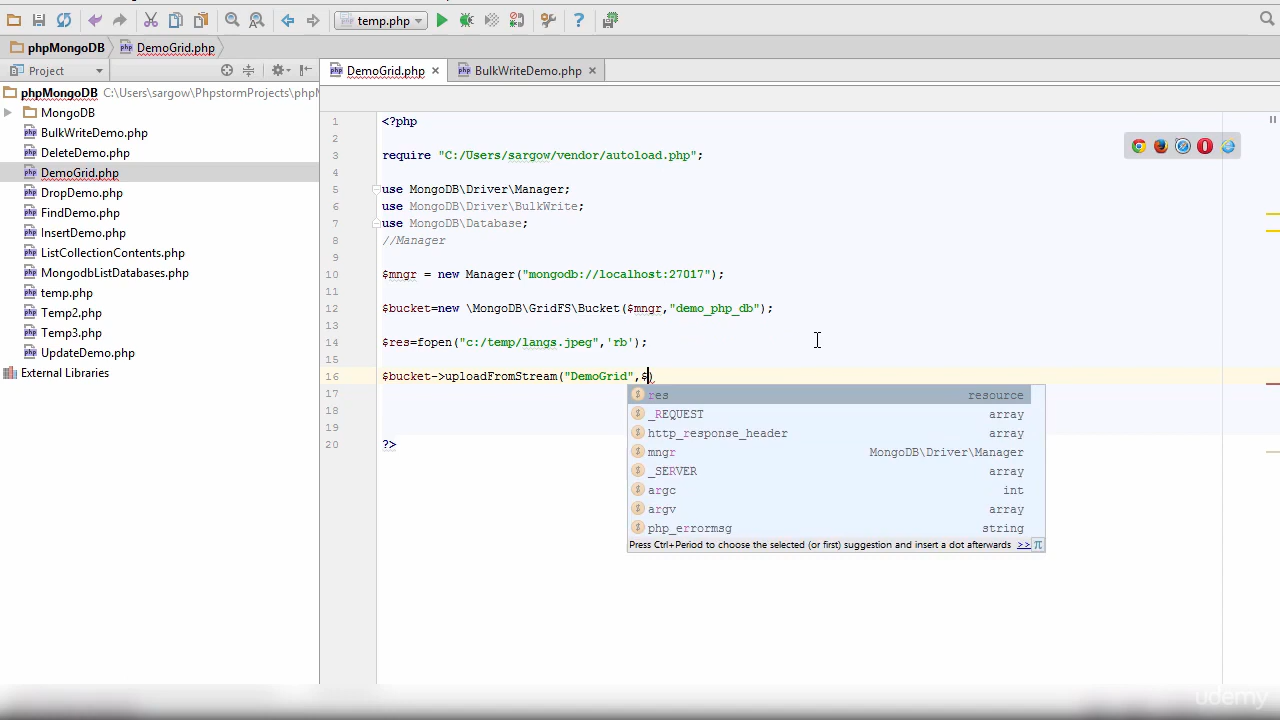 temp.php
phpMongoDB
DemoGrid.php
Project
DemoGrid.php
BulkWriteDemo.php
phpMongoDB C:\Users\sargow\PhpstormProjects\phpM
MongoDB
BulkWriteDemo.php
DeleteDemo.php
DemoGrid.php
DropDemo.php
FindDemo.php
InsertDemo.php
ListCollectionContents.php
MongodbListDatabases.php
temp.php
Temp2.php
Temp3.php
UpdateDemo.php
External Libraries
1 <?php
2
3 require "C:/Users/sargow/vendor/autoload.php";
4
5 use MongoDB\Driver\Manager;
6 use MongoDB\Driver\BulkWrite;
7 use MongoDB\Database;
8 //Manager
9
10 $mngr = new Manager("mongodb://localhost:27017");
11
12 $bucket=new \MongoDB\GridFS\Bucket($mngr,"demo_php_db");
13
14 $res=fopen("c:/temp/langs.jpeg",'rb');
15
16 $bucket->uploadFromStream("DemoGrid",$)
17
18
19
20 ?>
res resource
_REQUEST array
http_response_header array
mngr MongoDB\Driver\Manager
_SERVER array
argc int
argv array
php_errormsg string
Press Ctrl+Period to choose the selected (or first) suggestion and insert a dot afterwards >> π
udemy